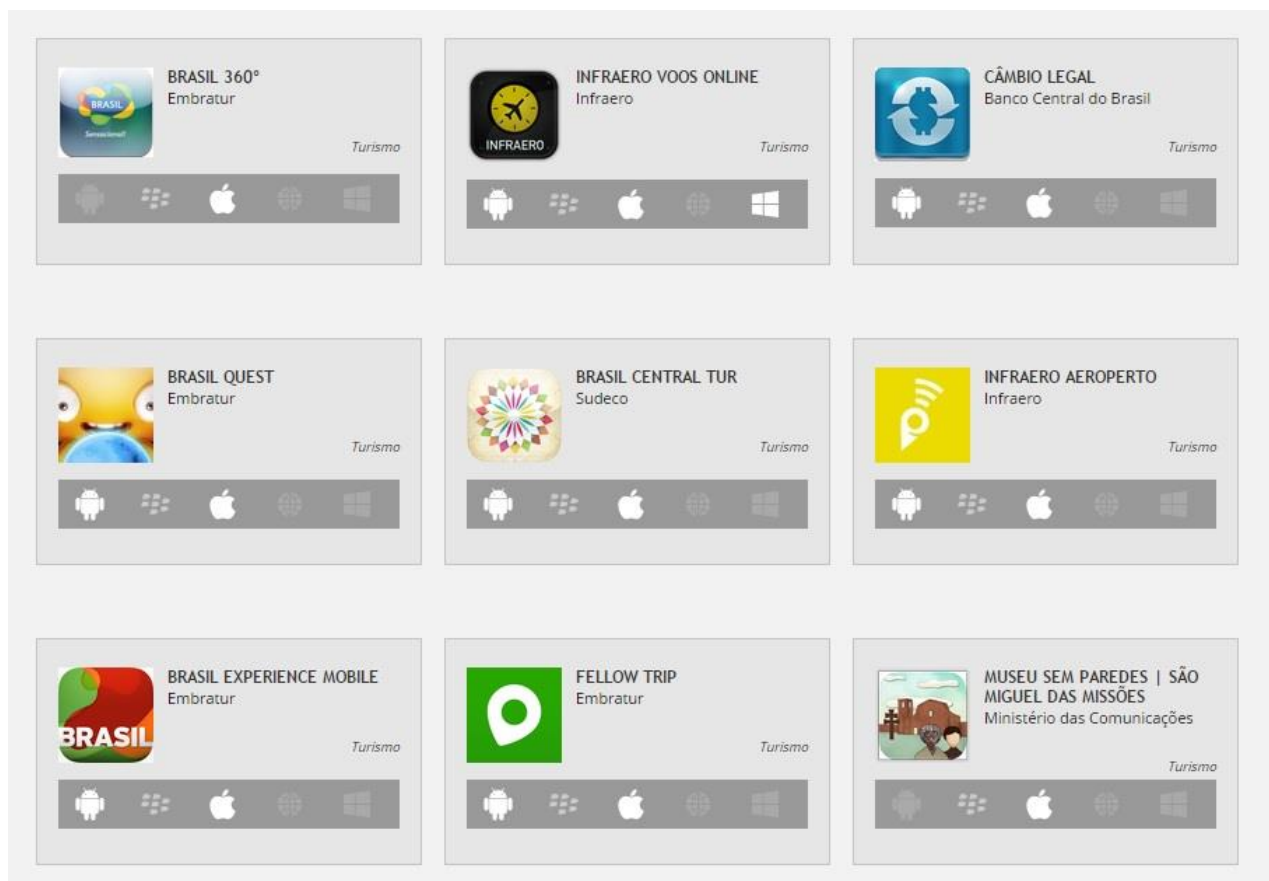 BRASIL 360°
Embratur
BRASIL
Sensacional!
Turismo
INFRAERO VOOS ONLINE
Infraero
INFRAERO
Turismo
CÂMBIO LEGAL
Banco Central do Brasil
Turismo
BRASIL QUEST
Embratur
Turismo
BRASIL CENTRAL TUR
Sudeco
Turismo
INFRAERO AEROPERTO
Infraero
Turismo
BRASIL EXPERIENCE MOBILE
Embratur
BRASIL
Turismo
FELLOW TRIP
Embratur
Turismo
MUSEU SEM PAREDES | SÃO
MIGUEL DAS MISSÕES
Ministério das Comunicações
Turismo